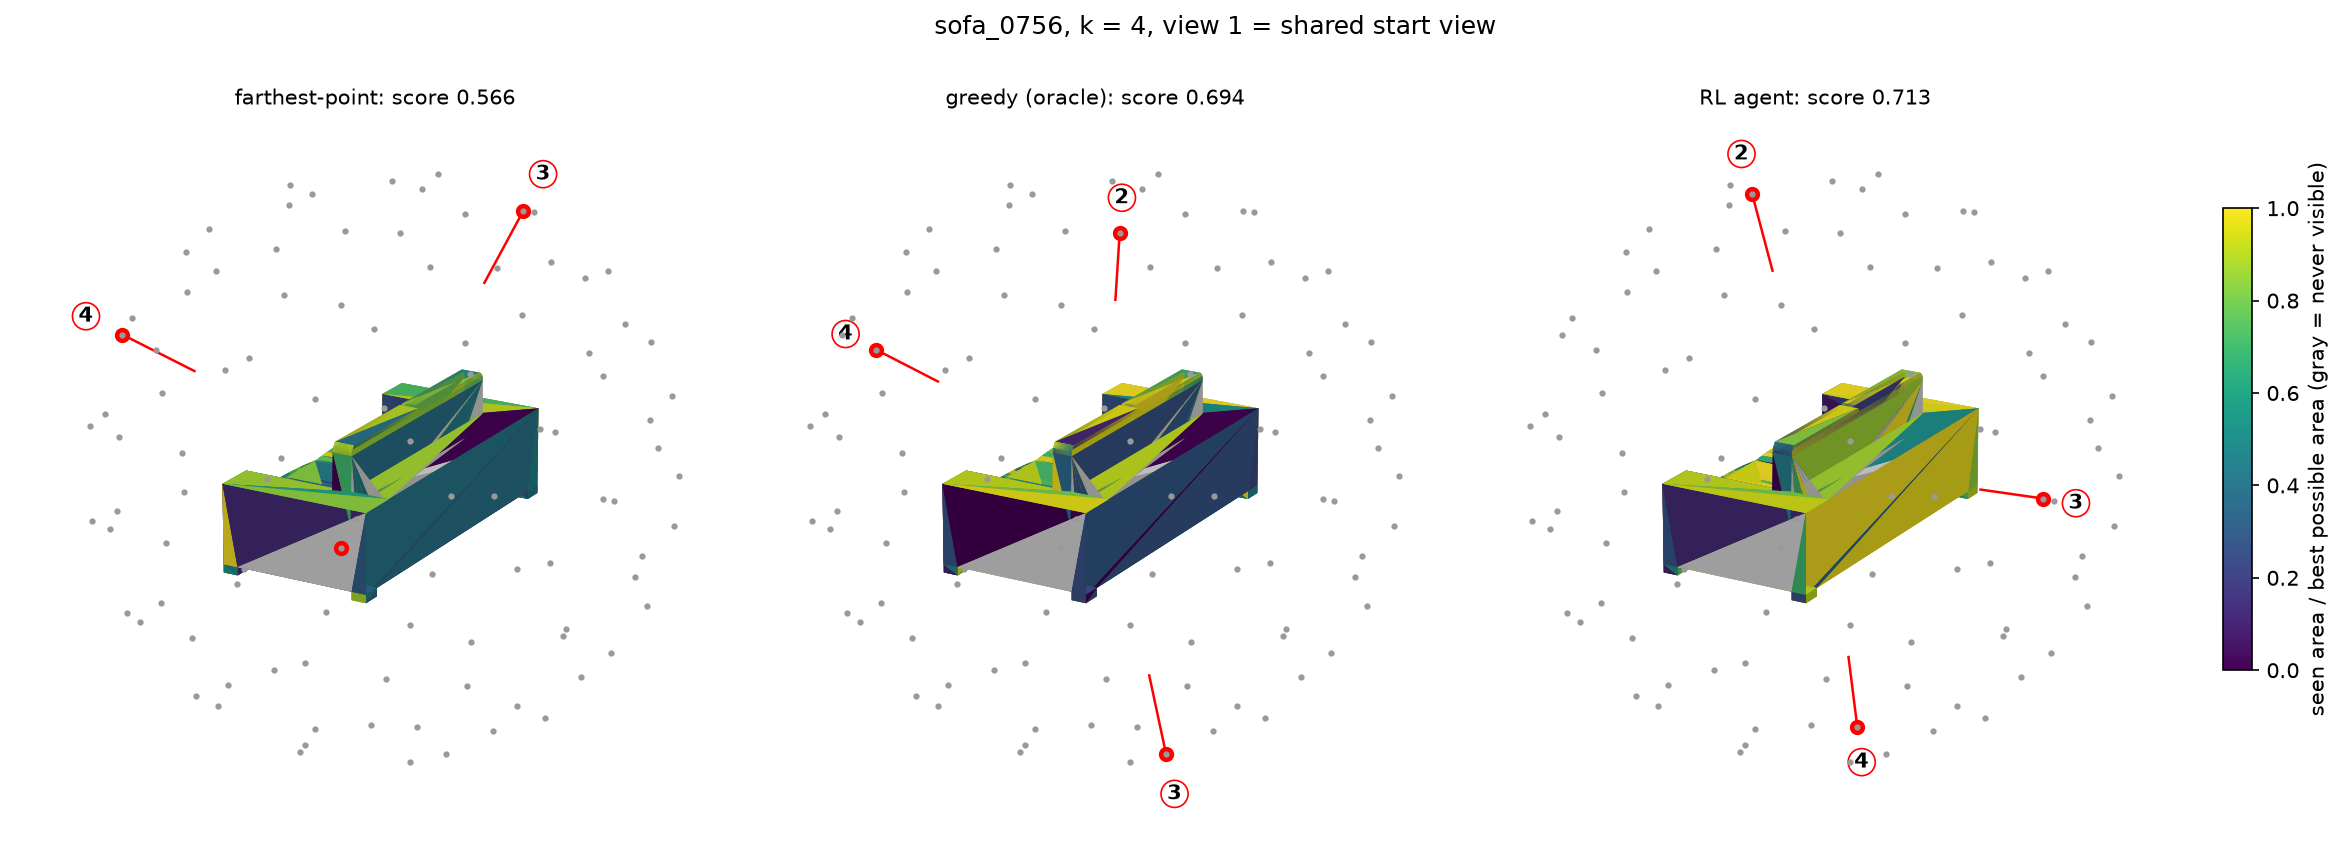 sofa_0756, k = 4, view 1 = shared start view
farthest-point: score 0.566
greedy (oracle): score 0.694
RL agent: score 0.713
3
4
2
4
3
2
3
4
1.0
0.8
0.6
0.4
0.2
0.0
seen area / best possible area (gray = never visible)